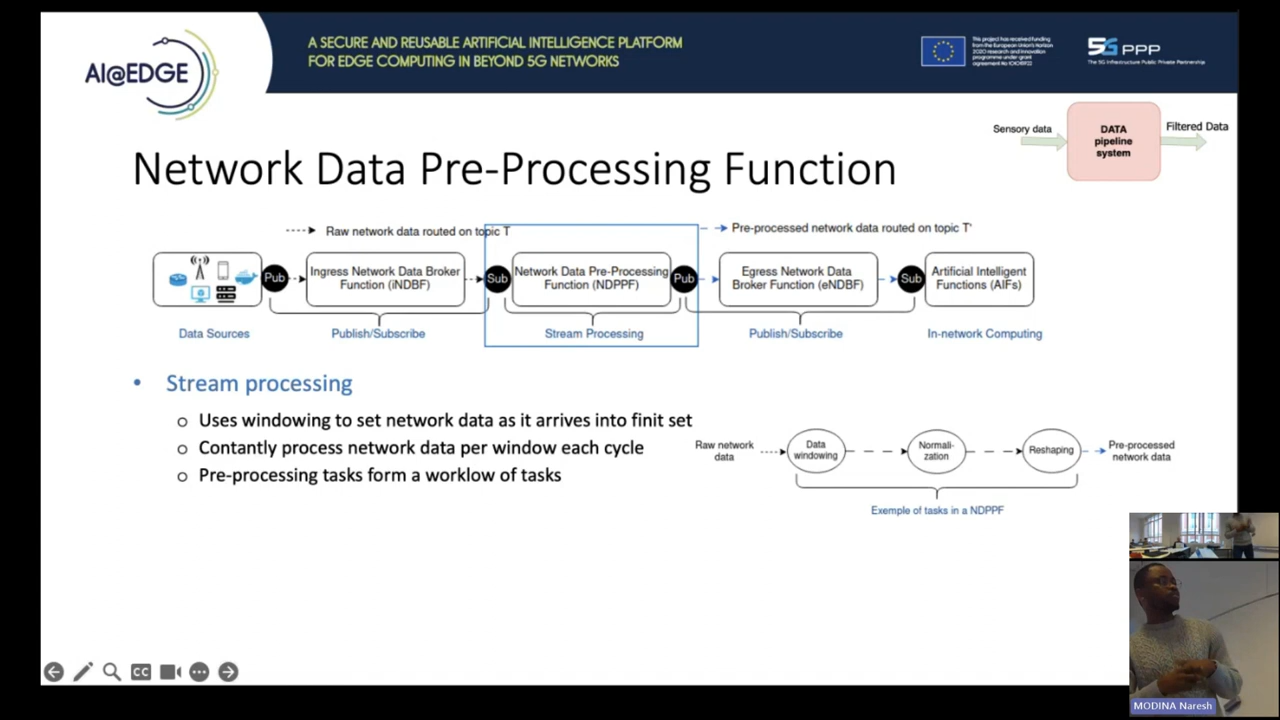 AI@EDGE
A SECURE AND REUSABLE ARTIFICIAL INTELLIGENCE PLATFORM
FOR EDGE COMPUTING IN BEYOND 5G NETWORKS
This project has received funding
from the European Union's Horizon
2020 research and innovation
programme under grant
5G PPP
The 5G Infrastructure Public Private Partnership
Sensory data
DATA
pipeline
system
Filtered Data
Network Data Pre-Processing Function
Raw network data routed on topic T
Pre-processed network data routed on topic T'
Pub
Ingress Network Data Broker
Function (iNDBF)
Sub
Network Data Pre-Processing
Function (NDPPF)
Pub
Egress Network Data
Broker Function (eNDBF)
Sub
Artificial Intelligent
Functions (AIFs)
Data Sources
Publish/Subscribe
Stream Processing
Publish/Subscribe
In-network Computing
• Stream processing
o Uses windowing to set network data as it arrives into finit set
o Contantly process network data per window each cycle
o Pre-processing tasks form a worklow of tasks
Raw network
data
Data
windowing
Normali-
zation
Reshaping
Pre-processed
network data
Exemple of tasks in a NDPPF
CC
MODINA Naresh